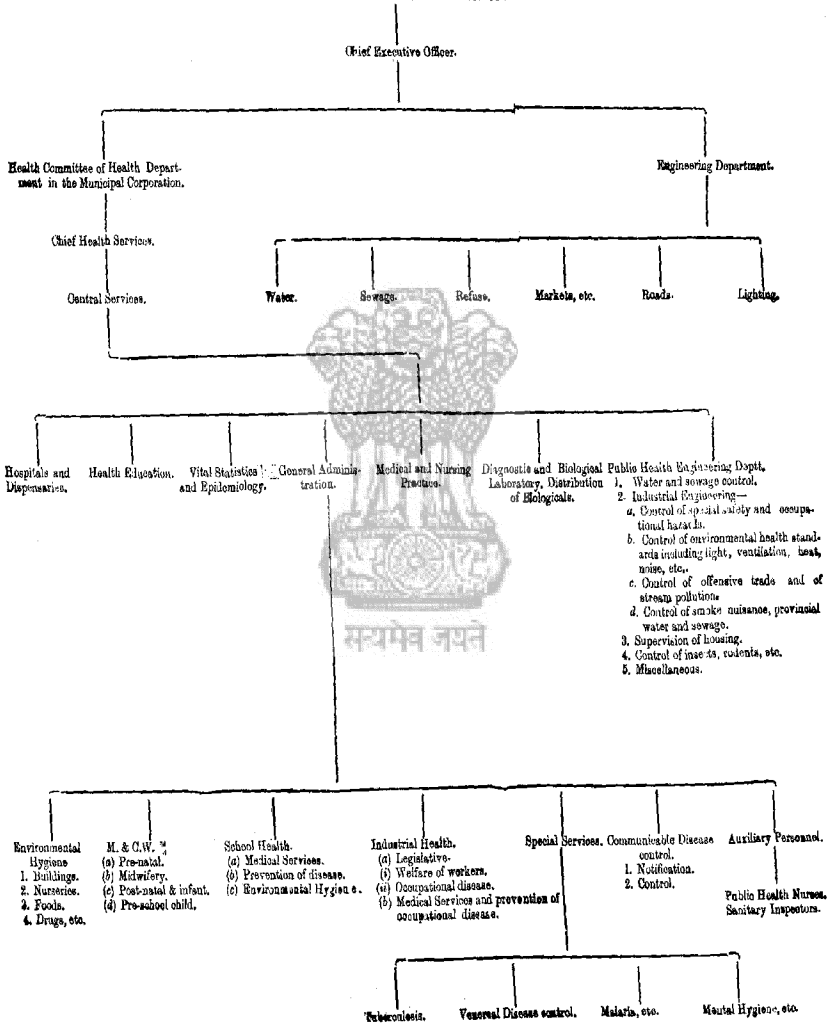 Chief Executive Officer.
Health Committee of Health Depart-
ment in the Municipal Corporation.
Engineering Department.
Chief Health Services.
Central Services.
Water.
Sewage.
Refuse.
Markets, etc.
Roads.
Lighting.
Hospitals and
Dispensaries.
Health Education.
Vital Statistics
and Epidemiology.
General Adminis-
tration.
Medical and Nursing
Practice.
Diagnostic and Biological
Laboratory, Distribution
of Biologicals.
Public Health Engineering Deptt.
1. Water and sewage control.
2. Industrial Engineering—
a. Control of special safety and occupa-
tional hazards.
b. Control of environmental health stand-
ards including light, ventilation, heat,
noise, etc.
c. Control of offensive trade and of
stream pollution.
d. Control of smoke nuisance, provincial
water and sewage.
3. Supervision of housing.
4. Control of insects, rodents, etc.
5. Miscellaneous.
सत्यमेव जयते
Environmental
Hygiene
1. Buildings.
2. Nurseries.
3. Foods.
4. Drugs, etc.
M. & C.W.
(a) Pre-natal.
(b) Midwifery.
(c) Post-natal & infant.
(d) Pre-school child.
School Health.
(a) Medical Services.
(b) Prevention of disease.
(c) Environmental Hygiene.
Industrial Health.
(a) Legislative.
(i) Welfare of workers.
(ii) Occupational disease.
(b) Medical Services and prevention of
occupational disease.
Special Services.
Communicable Disease
control.
1. Notification.
2. Control.
Auxiliary Personnel.
Public Health Nurses,
Sanitary Inspectors.
Tuberculosis.
Venereal Disease control.
Malaria, etc.
Mental Hygiene, etc.